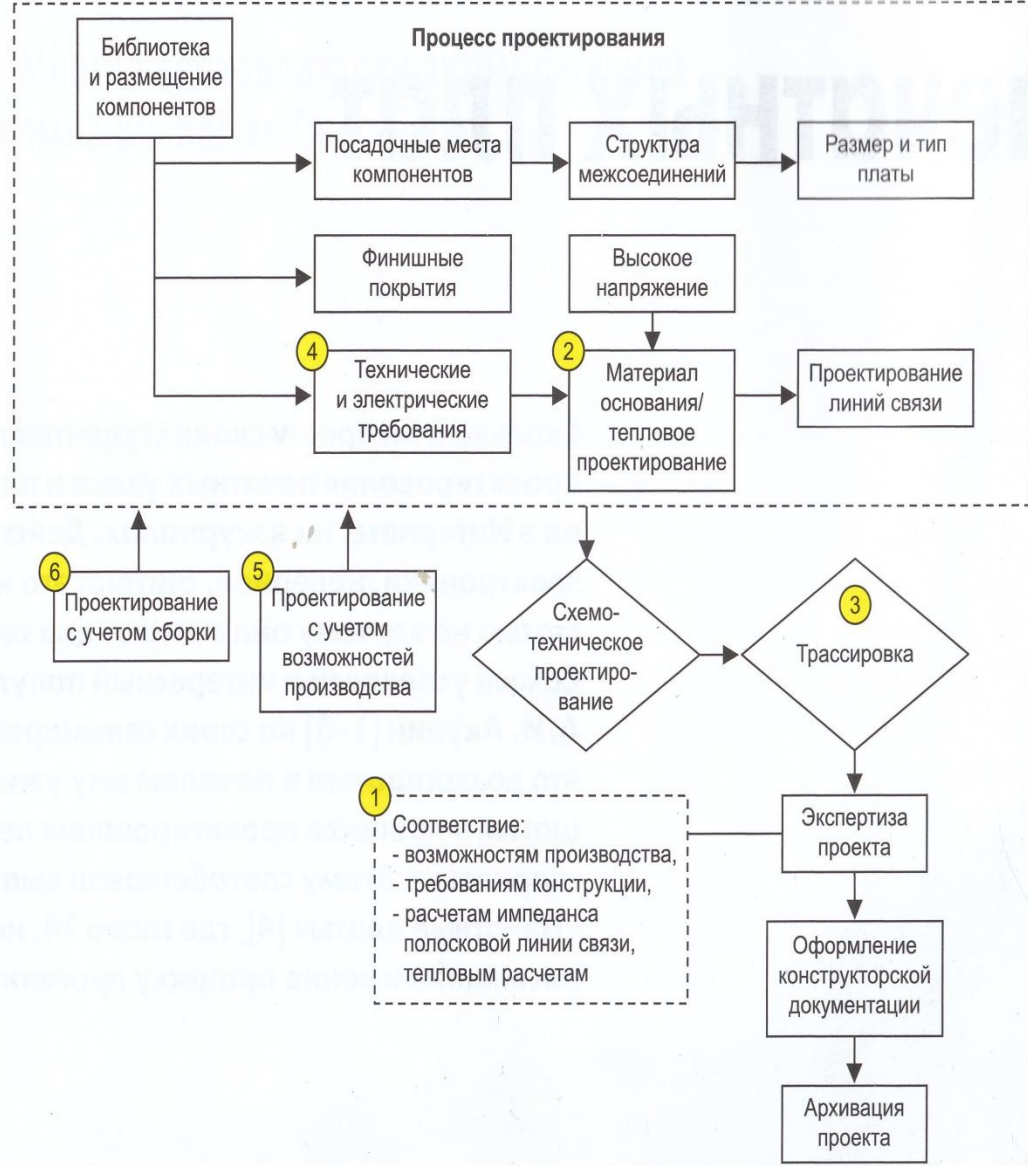 Процесс проектирования
Библиотека
и размещение
компонентов
Посадочные места
компонентов
Структура
межсоединений
Размер и тип
платы
Финишные
покрытия
Высокое
напряжение
4
Технические
и электрические
требования
2
Материал
основания/
тепловое
проектирование
Проектирование
линий связи
6
Проектирование
с учетом сборки
5
Проектирование
с учетом
возможностей
производства
Схемо-
техническое
проектиро-
вание
3
Трассировка
1
Соответствие:
- возможностям производства,
- требованиям конструкции,
- расчетам импеданса
полосковой линии связи,
тепловым расчетам
Экспертиза
проекта
Оформление
конструкторской
документации
Архивация
проекта